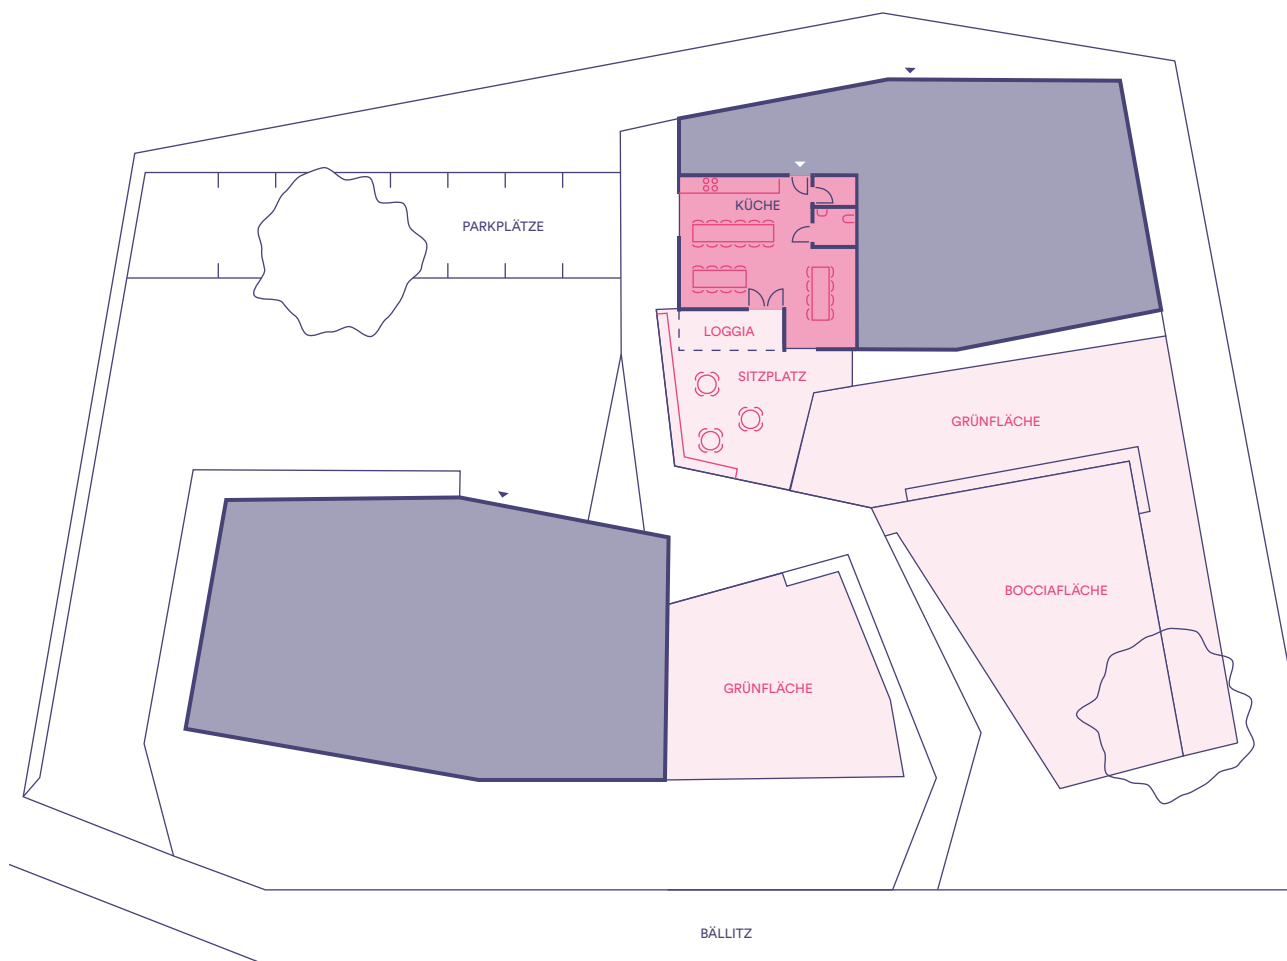 PARKPLÄTZE
KÜCHE
LOGGIA
SITZPLATZ
GRÜNFLÄCHE
BOCCIAFLÄCHE
GRÜNFLÄCHE
BÄLLITZ